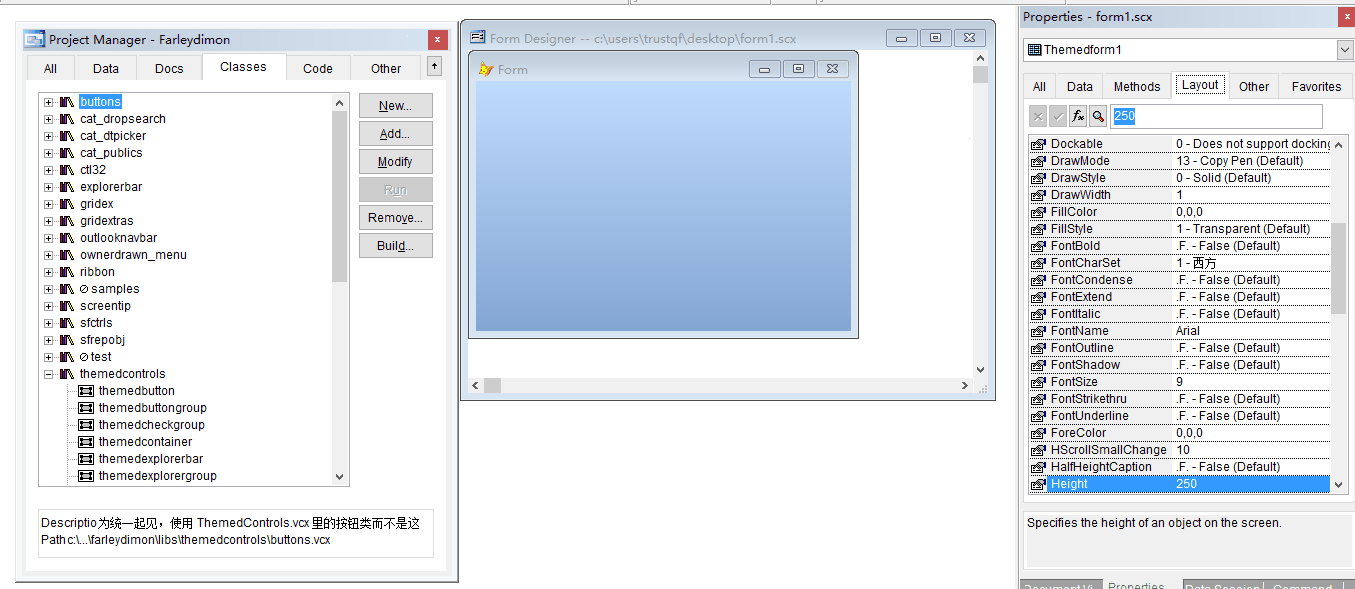 Project Manager - Farleydimon
All
Data
Docs
Classes
Code
Other
buttons
cat_dropsearch
cat_dtpicker
cat_publics
ctl32
explorerbar
gridex
gridextras
outlooknavbar
ownerdrawn_menu
ribbon
samples
screentip
sfctrls
sfrepobj
test
themedcontrols
themedbutton
themedbuttongroup
themedcheckgroup
themedcontainer
themedexplorerbar
themedexplorergroup
New...
Add...
Modify
Run
Remove...
Build...
Descriptio为统一起见，使用 ThemedControls.vcx 里的按钮类而不是这
Path c:\...\farleydimon\libs\themedcontrols\buttons.vcx
Form Designer -- c:\users\trustqf\desktop\form1.scx
Form
Properties - form1.scx
Themedform1
All
Data
Methods
Layout
Other
Favorites
fx
250
Dockable 0 - Does not support docking
DrawMode 13 - Copy Pen (Default)
DrawStyle 0 - Solid (Default)
DrawWidth 1
FillColor 0,0,0
FillStyle 1 - Transparent (Default)
FontBold .F. - False (Default)
FontCharSet 1 - 西方
FontCondense .F. - False (Default)
FontExtend .F. - False (Default)
FontItalic .F. - False (Default)
FontName Arial
FontOutline .F. - False (Default)
FontShadow .F. - False (Default)
FontSize 9
FontStrikethru .F. - False (Default)
FontUnderline .F. - False (Default)
ForeColor 0,0,0
HScrollSmallChange 10
HalfHeightCaption .F. - False (Default)
Height 250
Specifies the height of an object on the screen.
Document Vi...
Properties
Data Session
Command